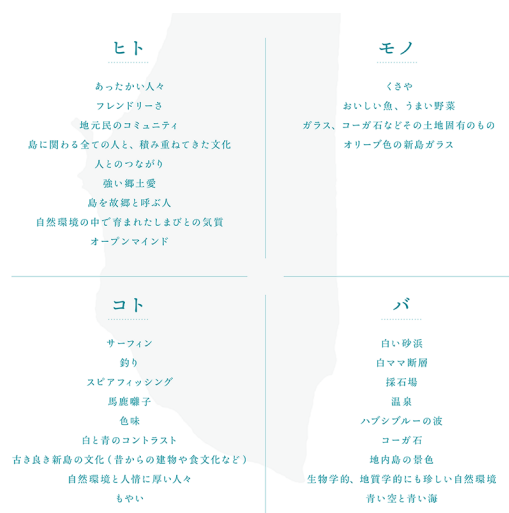 ヒト
あったかい人々
フレンドリーさ
地元民のコミュニティ
島に関わる全ての人と、積み重ねてきた文化
人とのつながり
強い郷土愛
島を故郷と呼ぶ人
自然環境の中で育まれたしまびとの気質
オープンマインド
モノ
くさや
おいしい魚、うまい野菜
ガラス、コーガ石などその土地固有のもの
オリーブ色の新島ガラス
コト
サーフィン
釣り
スピアフィッシング
馬鹿囃子
色味
白と青のコントラスト
古き良き新島の文化(昔からの建物や食文化など)
自然環境と人情に厚い人々
もやい
バ
白い砂浜
白ママ断層
採石場
温泉
ハブシブルーの波
コーガ石
地内島の景色
生物学的、地質学的にも珍しい自然環境
青い空と青い海